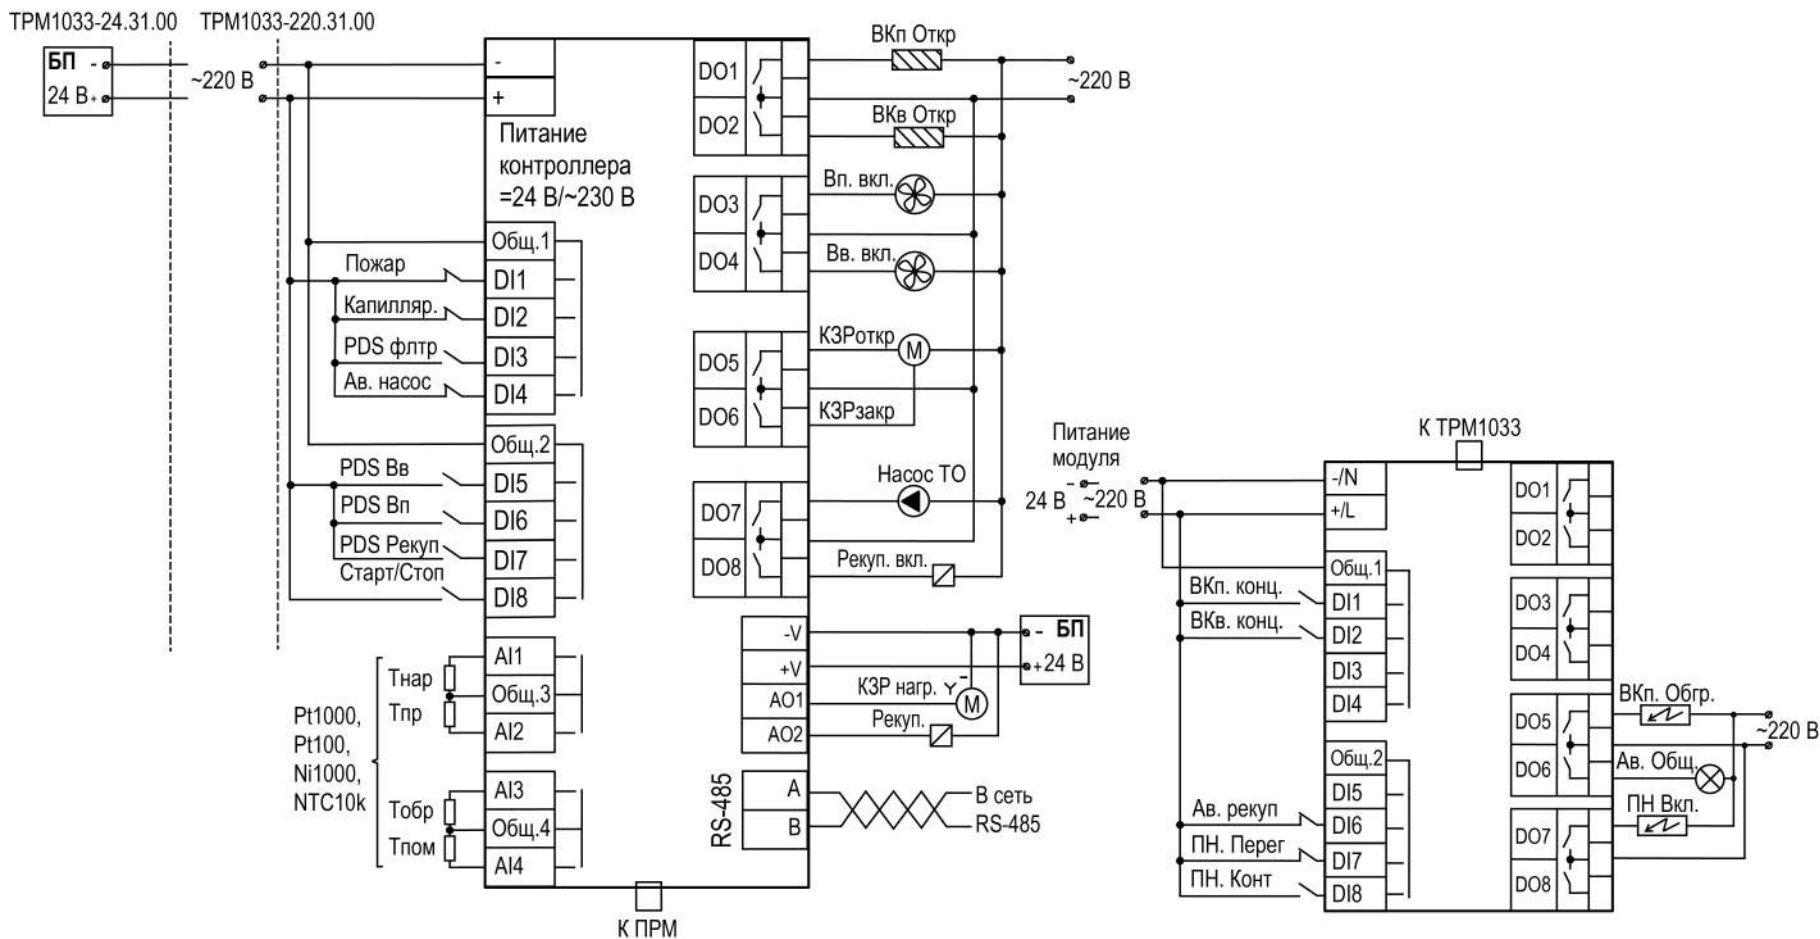 ТРМ1033-24.31.00
ТРМ1033-220.31.00
БП -
24 В+
~220 В
-
+
Питание
контроллера
=24 В/~230 В
Общ.1
Пожар
DI1
Капилляр.
DI2
PDS флтр
DI3
Ав. насос
DI4
Общ.2
PDS Вв
DI5
PDS Вп
DI6
PDS Рекуп
DI7
Старт/Стоп
DI8
AI1
Общ.3
AI2
Тнар
Тпр
Pt1000,
Pt100,
Ni1000,
NTC10k
AI3
Общ.4
AI4
Тобр
Тпом
DO1
DO2
ВКп Откр
ВКв Откр
~220 В
DO3
DO4
Вп. вкл.
Вв. вкл.
DO5
DO6
КЗРоткр
М
КЗРзакр
DO7
DO8
Насос ТО
Рекуп. вкл.
-V
+V
AO1
AO2
- БП
+24 В
КЗР нагр. Y
-
М
Рекуп.
RS-485
A
B
В сеть
RS-485
К ПРМ
К ТРМ1033
Питание
модуля
-
24 В
+
~220 В
-/N
+/L
Общ.1
ВКп. конц.
DI1
ВКв. конц.
DI2
DI3
DI4
Общ.2
DI5
Ав. рекуп
DI6
ПН. Перег
DI7
ПН. Конт
DI8
DO1
DO2
DO3
DO4
DO5
DO6
DO7
DO8
ВКп. Обгр.
~220 В
Ав. Общ.
ПН Вкл.